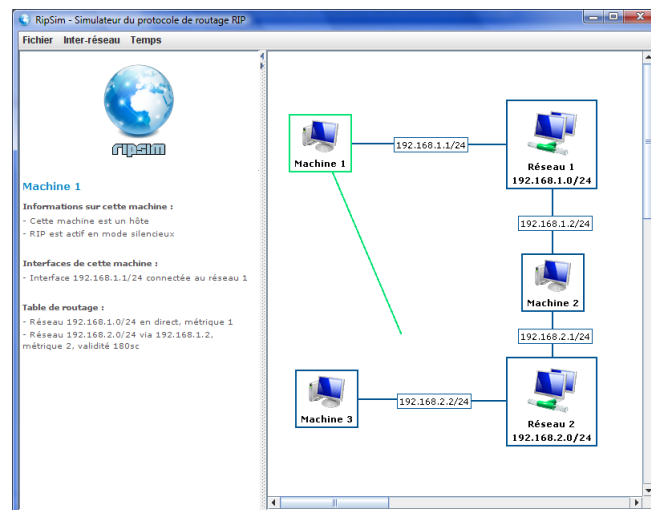 RipSim - Simulateur du protocole de routage RIP
Fichier Inter-réseau Temps
ripsim
Machine 1
Informations sur cette machine :
- Cette machine est un hôte
- RIP est actif en mode silencieux
Interfaces de cette machine :
- Interface 192.168.1.1/24 connectée au réseau 1
Table de routage :
- Réseau 192.168.1.0/24 en direct, métrique 1
- Réseau 192.168.2.0/24 via 192.168.1.2,
métrique 2, validité 180sc
Machine 1
192.168.1.1/24
Réseau 1
192.168.1.0/24
192.168.1.2/24
Machine 2
192.168.2.1/24
Machine 3
192.168.2.2/24
Réseau 2
192.168.2.0/24